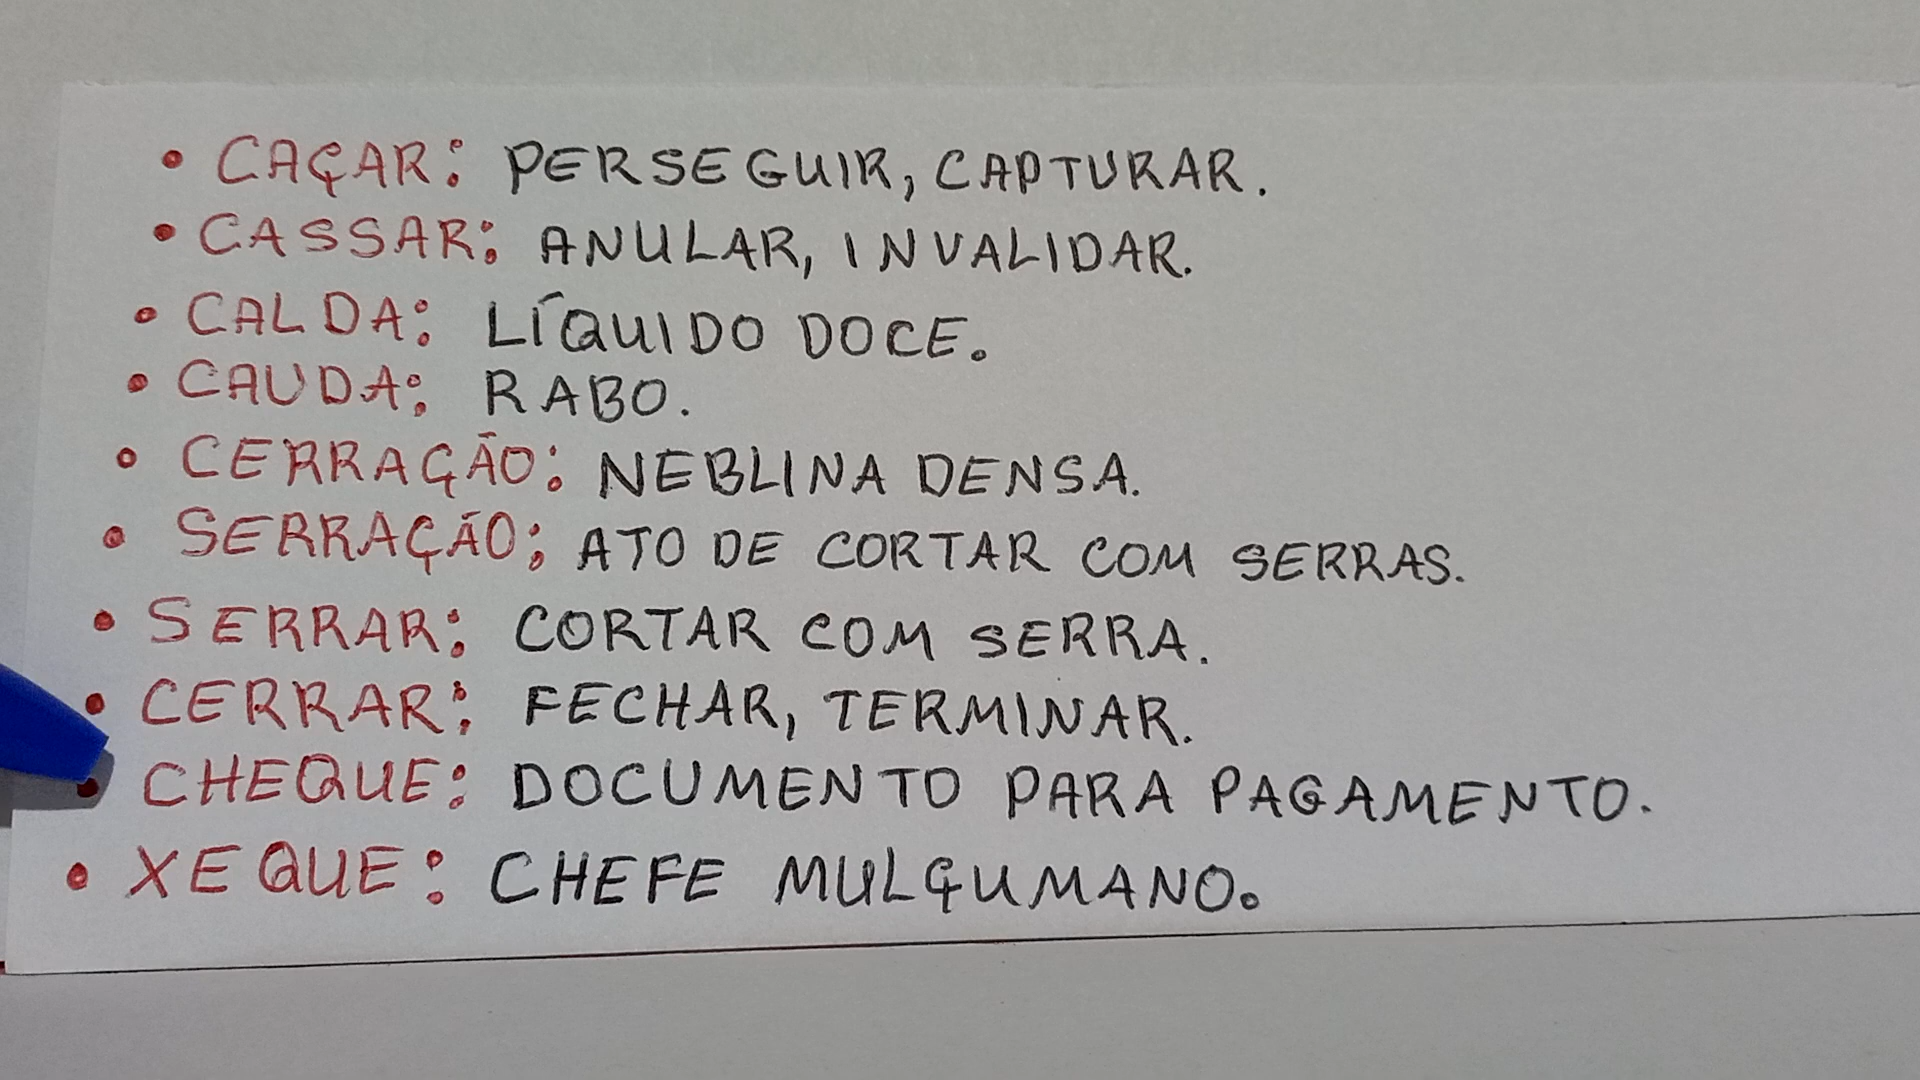 • CAÇAR: PERSEGUIR, CAPTURAR.
• CASSAR: ANULAR, INVALIDAR.
• CALDA: LÍQUIDO DOCE.
• CAUDA: RABO.
• CERRAÇÃO: NEBLINA DENSA.
• SERRAÇÃO: ATO DE CORTAR COM SERRAS.
• SERRAR: CORTAR COM SERRA.
• CERRAR: FECHAR, TERMINAR.
• CHEQUE: DOCUMENTO PARA PAGAMENTO.
• XEQUE: CHEFE MULÇUMANO.